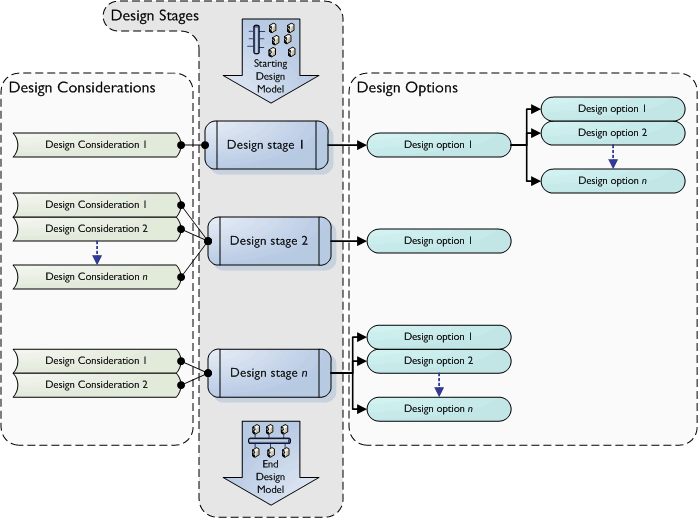 Design Stages
Starting
Design
Model
Design Considerations
Design Options
Design Consideration 1
Design stage 1
Design option 1
Design option 1
Design option 2
Design option n
Design Consideration 1
Design Consideration 2
Design Consideration n
Design stage 2
Design option 1
Design Consideration 1
Design Consideration 2
Design stage n
Design option 1
Design option 2
Design option n
End
Design
Model